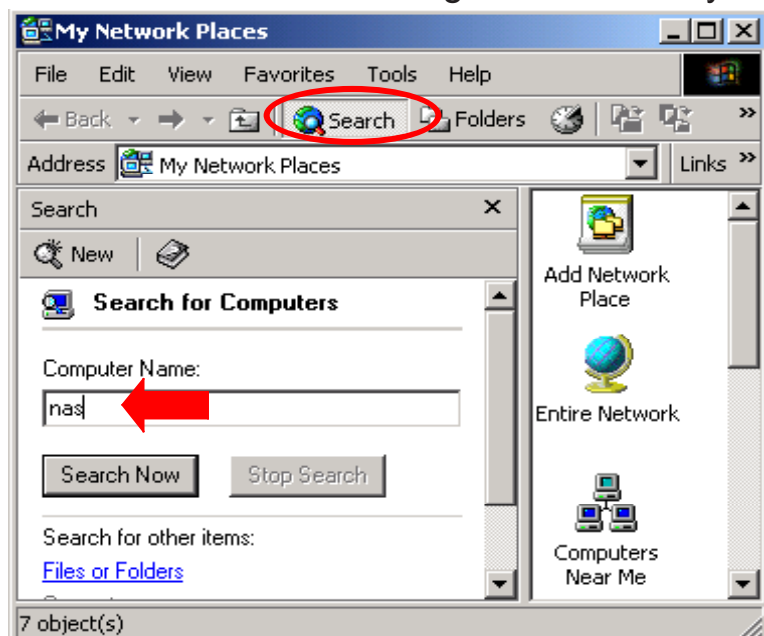 My Network Places
File Edit View Favorites Tools Help
Back Search Folders »
Address My Network Places Links »
Search
New
Search for Computers
Computer Name:
nas
Search Now Stop Search
Search for other items:
Files or Folders
Add Network
Place
Entire Network
Computers
Near Me
7 object(s)